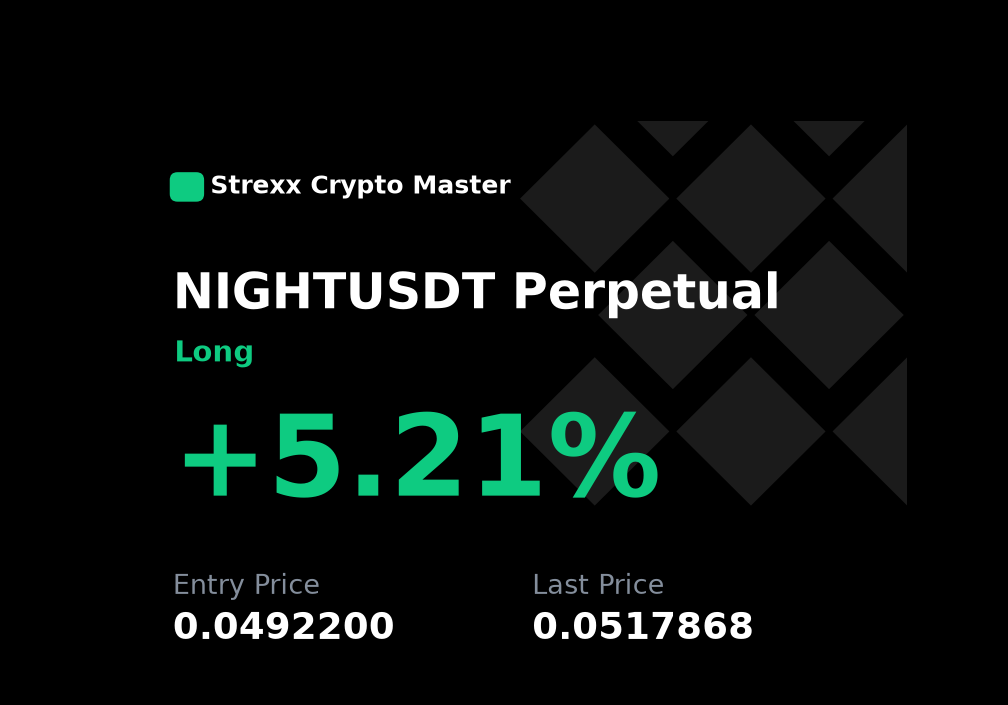 Strexx Crypto Master
NIGHTUSDT Perpetual
Long
+5.21%
Entry Price
Last Price
0.0492200
0.0517868